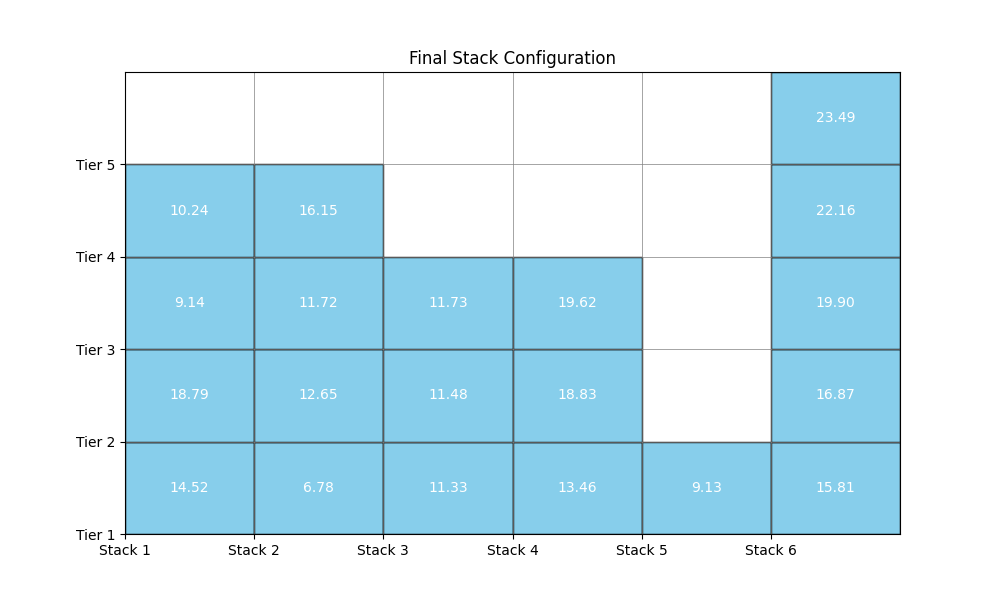 Final Stack Configuration
23.49
Tier 5
10.24 16.15 22.16
Tier 4
9.14 11.72 11.73 19.62 19.90
Tier 3
18.79 12.65 11.48 18.83 16.87
Tier 2
14.52 6.78 11.33 13.46 9.13 15.81
Tier 1
Stack 1 Stack 2 Stack 3 Stack 4 Stack 5 Stack 6